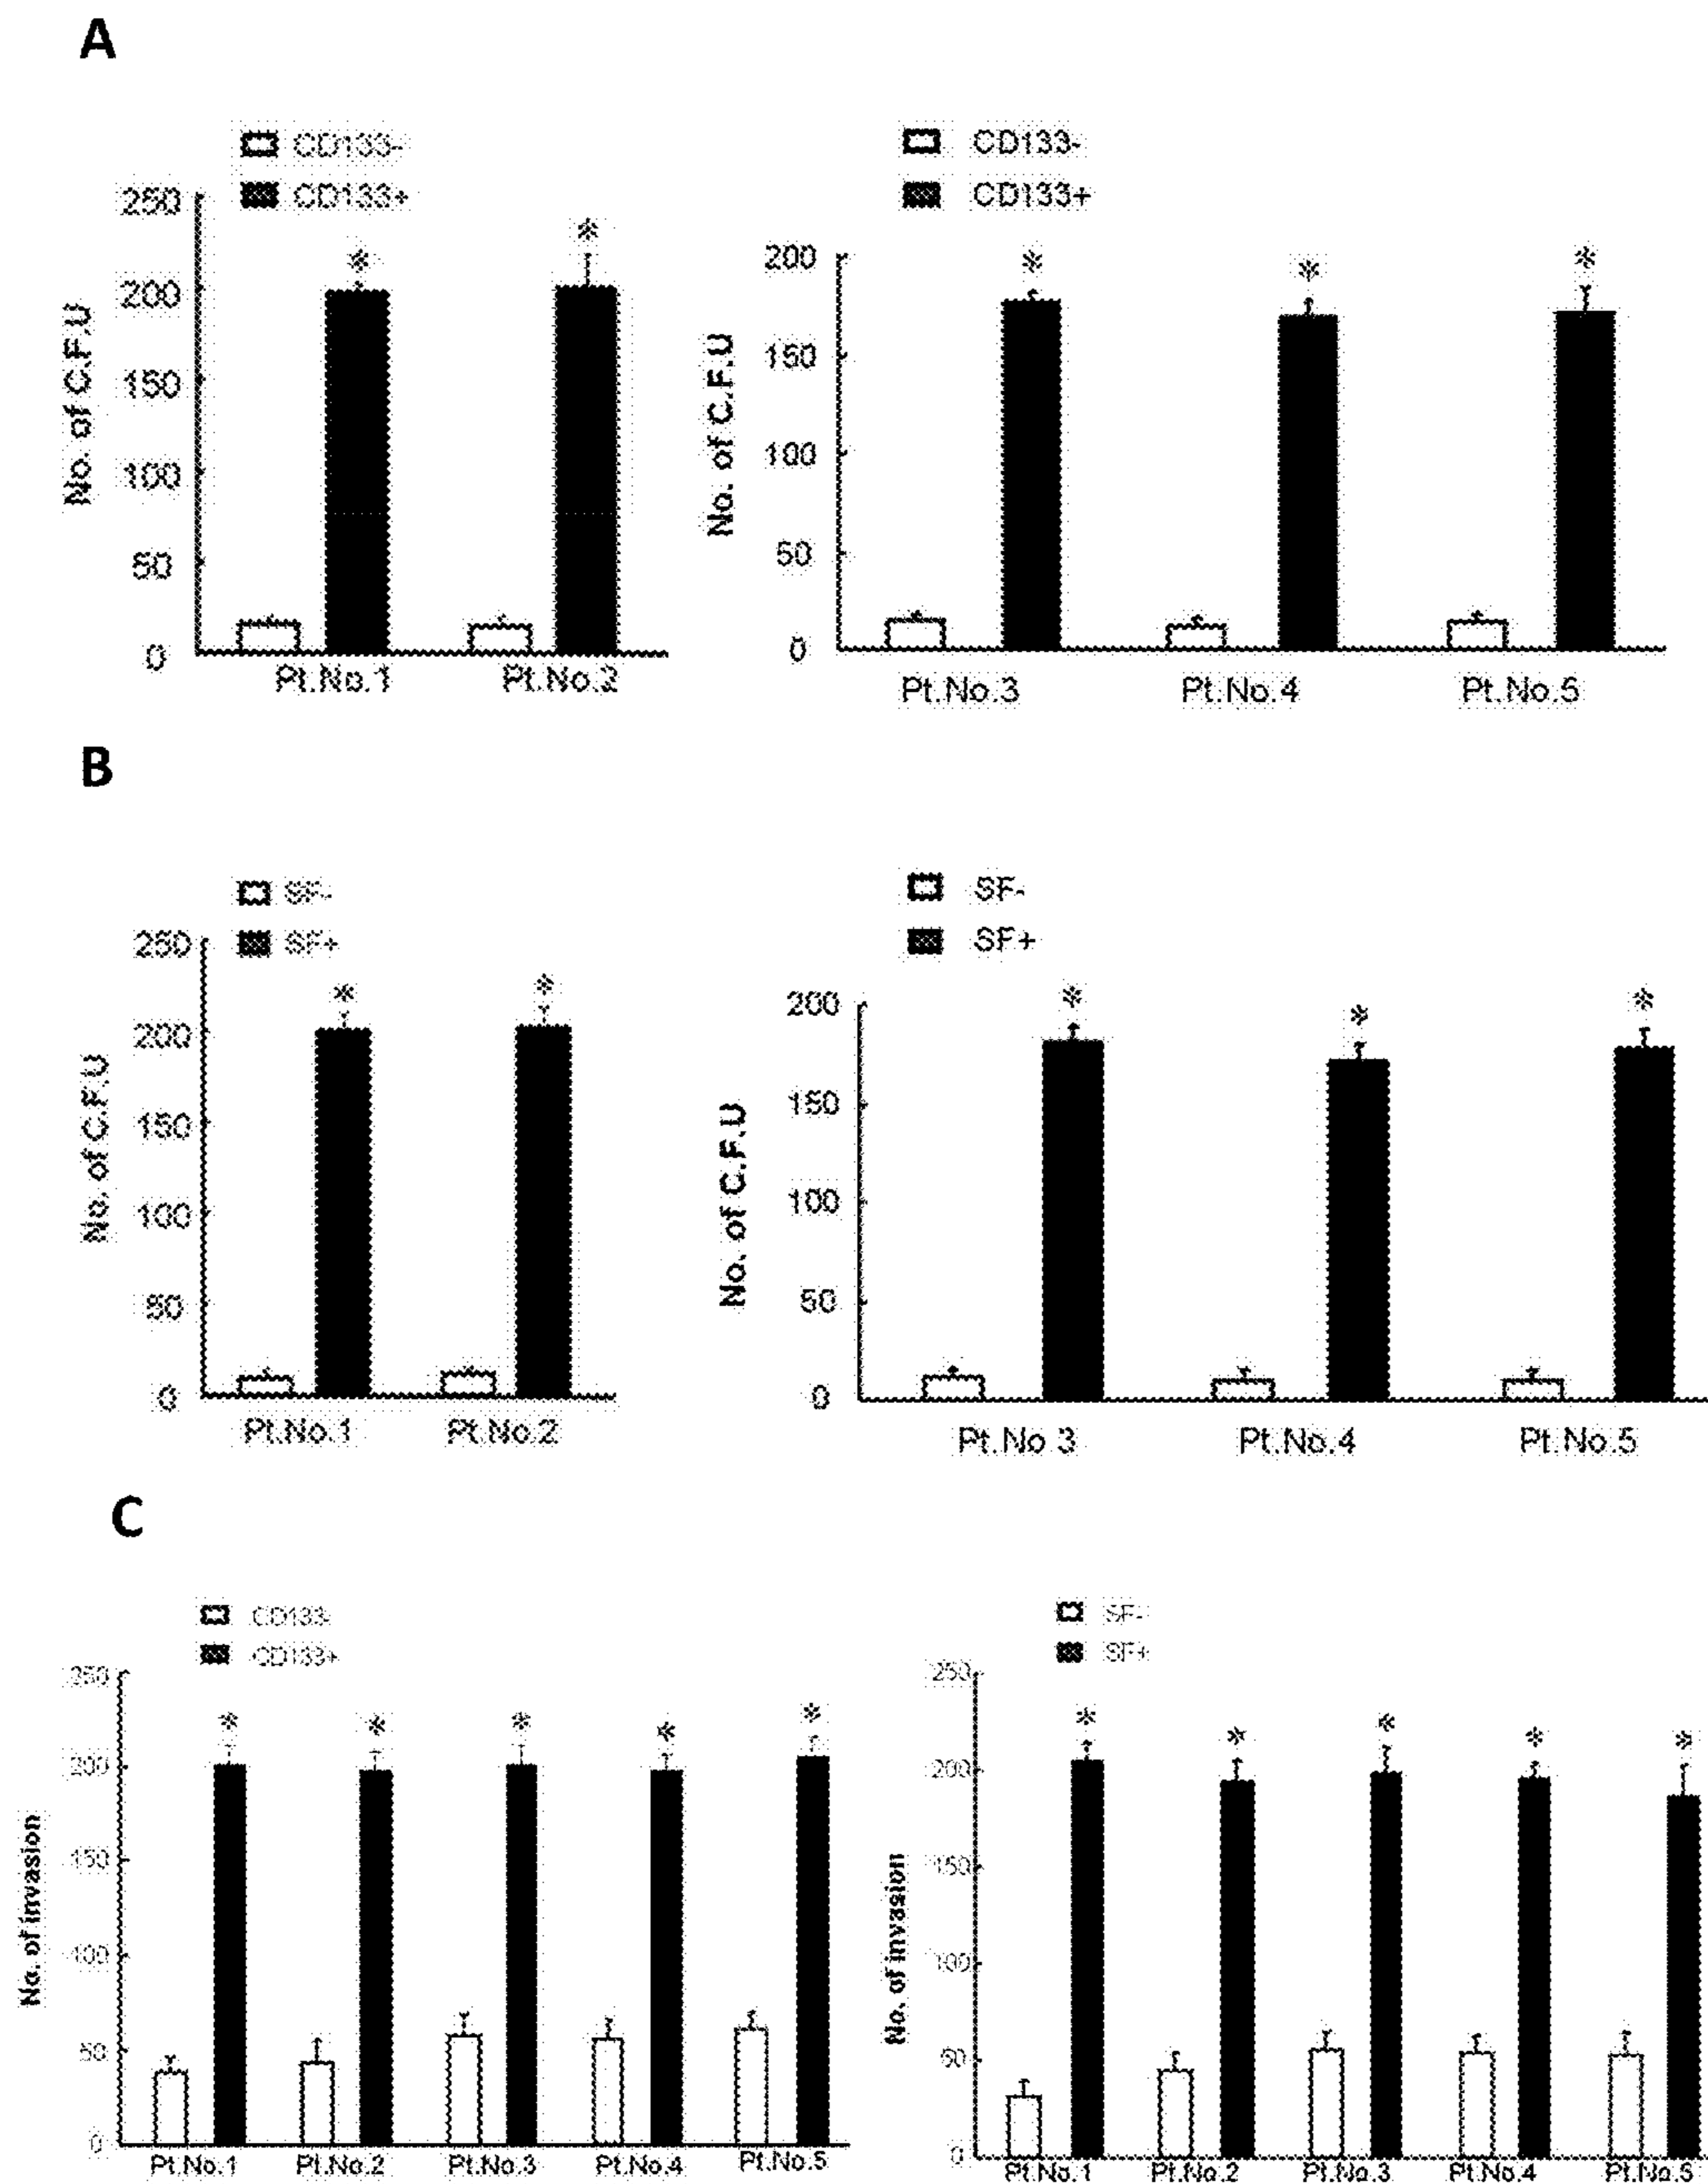 A
CD133-
CD133+
250
200
150
100
50
0
No. of C.F.U
*
*
Pt.No.1
Pt.No.2
CD133-
CD133+
200
150
100
50
0
No. of C.F.U
*
*
*
Pt.No.3
Pt.No.4
Pt.No.5
B
SF-
SF+
250
200
150
100
50
0
No. of C.F.U
*
*
Pt.No.1
Pt.No.2
SF-
SF+
200
150
100
50
0
No. of C.F.U
*
*
*
Pt.No.3
Pt.No.4
Pt.No.5
C
CD133-
CD133+
250
200
150
100
50
0
No. of invasion
*
*
*
*
*
Pt.No.1
Pt.No.2
Pt.No.3
Pt.No.4
Pt.No.5
SF-
SF+
250
200
150
100
50
0
No. of invasion
*
*
*
*
*
Pt.No.1
Pt.No.2
Pt.No.3
Pt.No.4
Pt.No.5